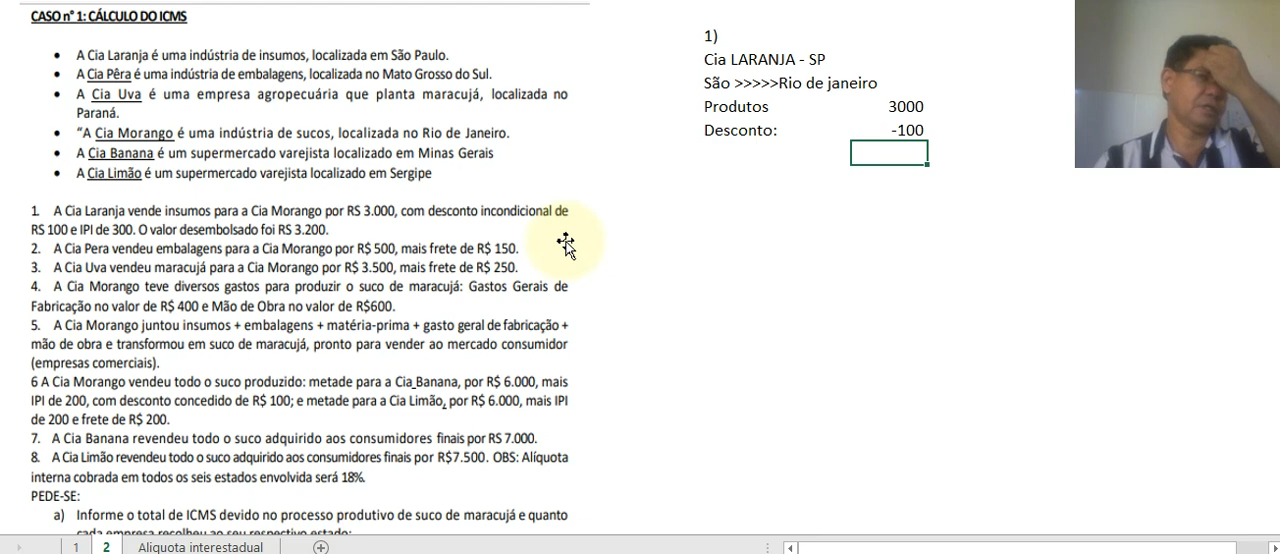 CASO nº 1: CÁLCULO DO ICMS
• A Cia Laranja é uma indústria de insumos, localizada em São Paulo.
• A Cia Pêra é uma indústria de embalagens, localizada no Mato Grosso do Sul.
• A Cia Uva é uma empresa agropecuária que planta maracujá, localizada no
Paraná.
• “A Cia Morango é uma indústria de sucos, localizada no Rio de Janeiro.
• A Cia Banana é um supermercado varejista localizado em Minas Gerais
• A Cia Limão é um supermercado varejista localizado em Sergipe
1. A Cia Laranja vende insumos para a Cia Morango por RS 3.000, com desconto incondicional de
RS 100 e IPI de 300. O valor desembolsado foi RS 3.200.
2. A Cia Pera vendeu embalagens para a Cia Morango por R$ 500, mais frete de R$ 150.
3. A Cia Uva vendeu maracujá para a Cia Morango por R$ 3.500, mais frete de R$ 250.
4. A Cia Morango teve diversos gastos para produzir o suco de maracujá: Gastos Gerais de
Fabricação no valor de R$ 400 e Mão de Obra no valor de R$600.
5. A Cia Morango juntou insumos + embalagens + matéria-prima + gasto geral de fabricação +
mão de obra e transformou em suco de maracujá, pronto para vender ao mercado consumidor
(empresas comerciais).
6 A Cia Morango vendeu todo o suco produzido: metade para a Cia Banana, por R$ 6.000, mais
IPI de 200, com desconto concedido de R$ 100; e metade para a Cia Limão, por R$ 6.000, mais IPI
de 200 e frete de R$ 200.
7. A Cia Banana revendeu todo o suco adquirido aos consumidores finais por RS 7.000.
8. A Cia Limão revendeu todo o suco adquirido aos consumidores finais por R$7.500. OBS: Alíquota
interna cobrada em todos os seis estados envolvida será 18%.
PEDE-SE:
a) Informe o total de ICMS devido no processo produtivo de suco de maracujá e quanto
cada empresa recolheu ao seu respectivo estado;
1)
Cia LARANJA - SP
São >>>>>Rio de janeiro
Produtos 3000
Desconto: -100
1 2 Aliquota interestadual